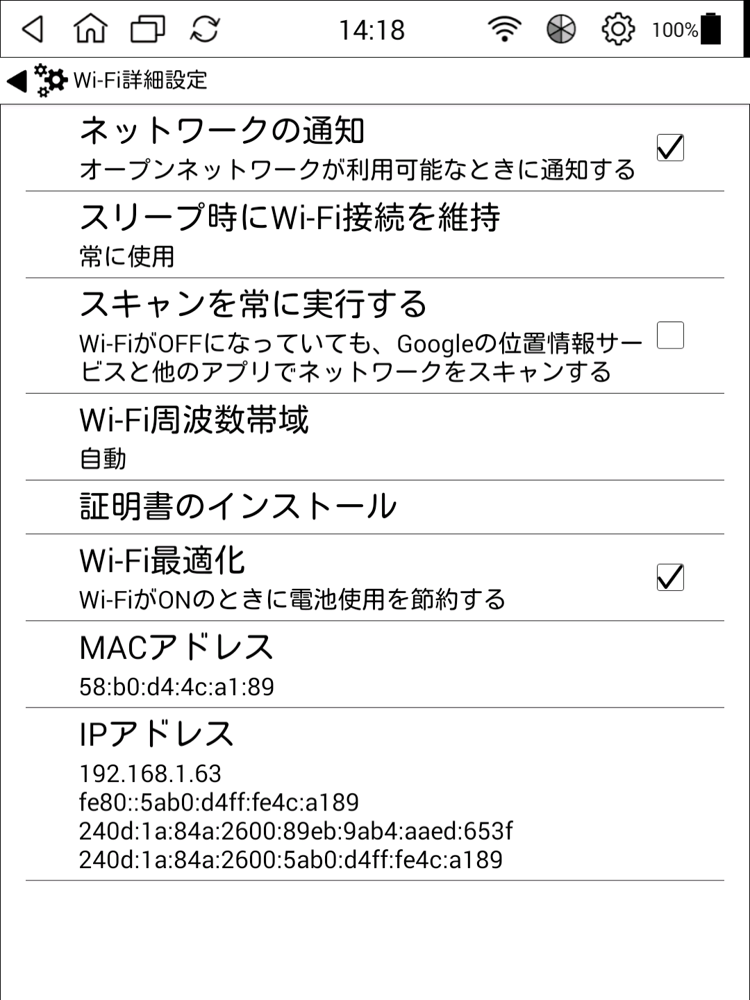 14:18
100%
Wi-Fi詳細設定
ネットワークの通知
オープンネットワークが利用可能なときに通知する
スリープ時にWi-Fi接続を維持
常に使用
スキャンを常に実行する
Wi-FiがOFFになっていても、Googleの位置情報サー
ビスと他のアプリでネットワークをスキャンする
Wi-Fi周波数帯域
自動
証明書のインストール
Wi-Fi最適化
Wi-FiがONのときに電池使用を節約する
MACアドレス
58:b0:d4:4c:a1:89
IPアドレス
192.168.1.63
fe80::5ab0:d4ff:fe4c:a189
240d:1a:84a:2600:89eb:9ab4:aaed:653f
240d:1a:84a:2600:5ab0:d4ff:fe4c:a189